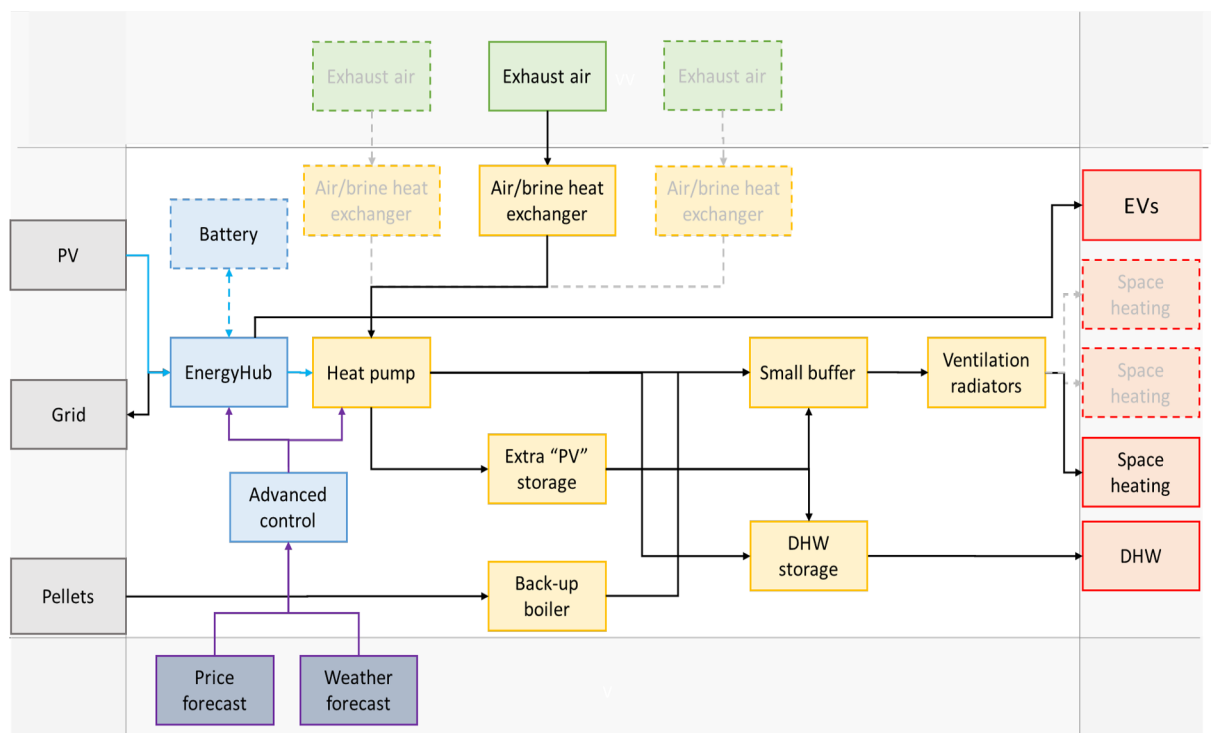 Exhaust air
Exhaust air
Exhaust air
Air/brine heat
exchanger
Air/brine heat
exchanger
Air/brine heat
exchanger
EVs
Battery
PV
Space
heating
EnergyHub
Heat pump
Small buffer
Ventilation
radiators
Space
heating
Grid
Extra “PV”
storage
Space
heating
Advanced
control
DHW
storage
DHW
Pellets
Back-up
boiler
Price
forecast
Weather
forecast